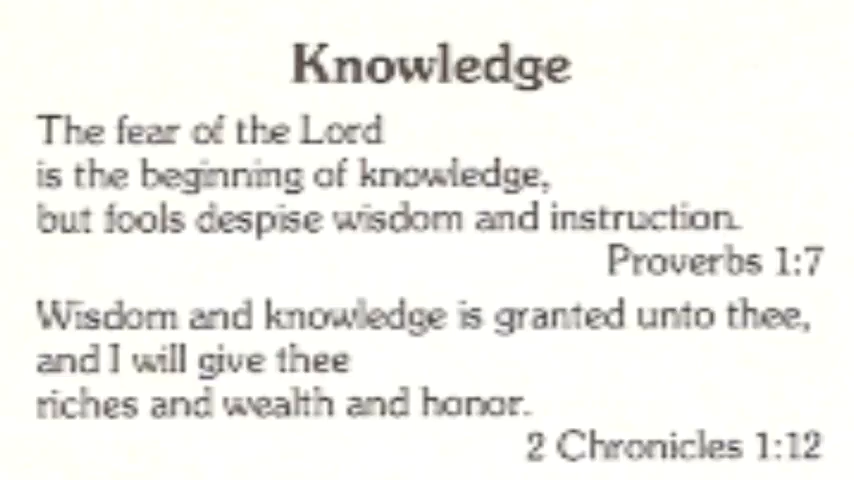 Knowledge
The fear of the Lord
is the beginning of knowledge,
but fools despise wisdom and instruction.
Proverbs 1:7
Wisdom and knowledge is granted unto thee,
and I will give thee
riches and wealth and honor.
2 Chronicles 1:12